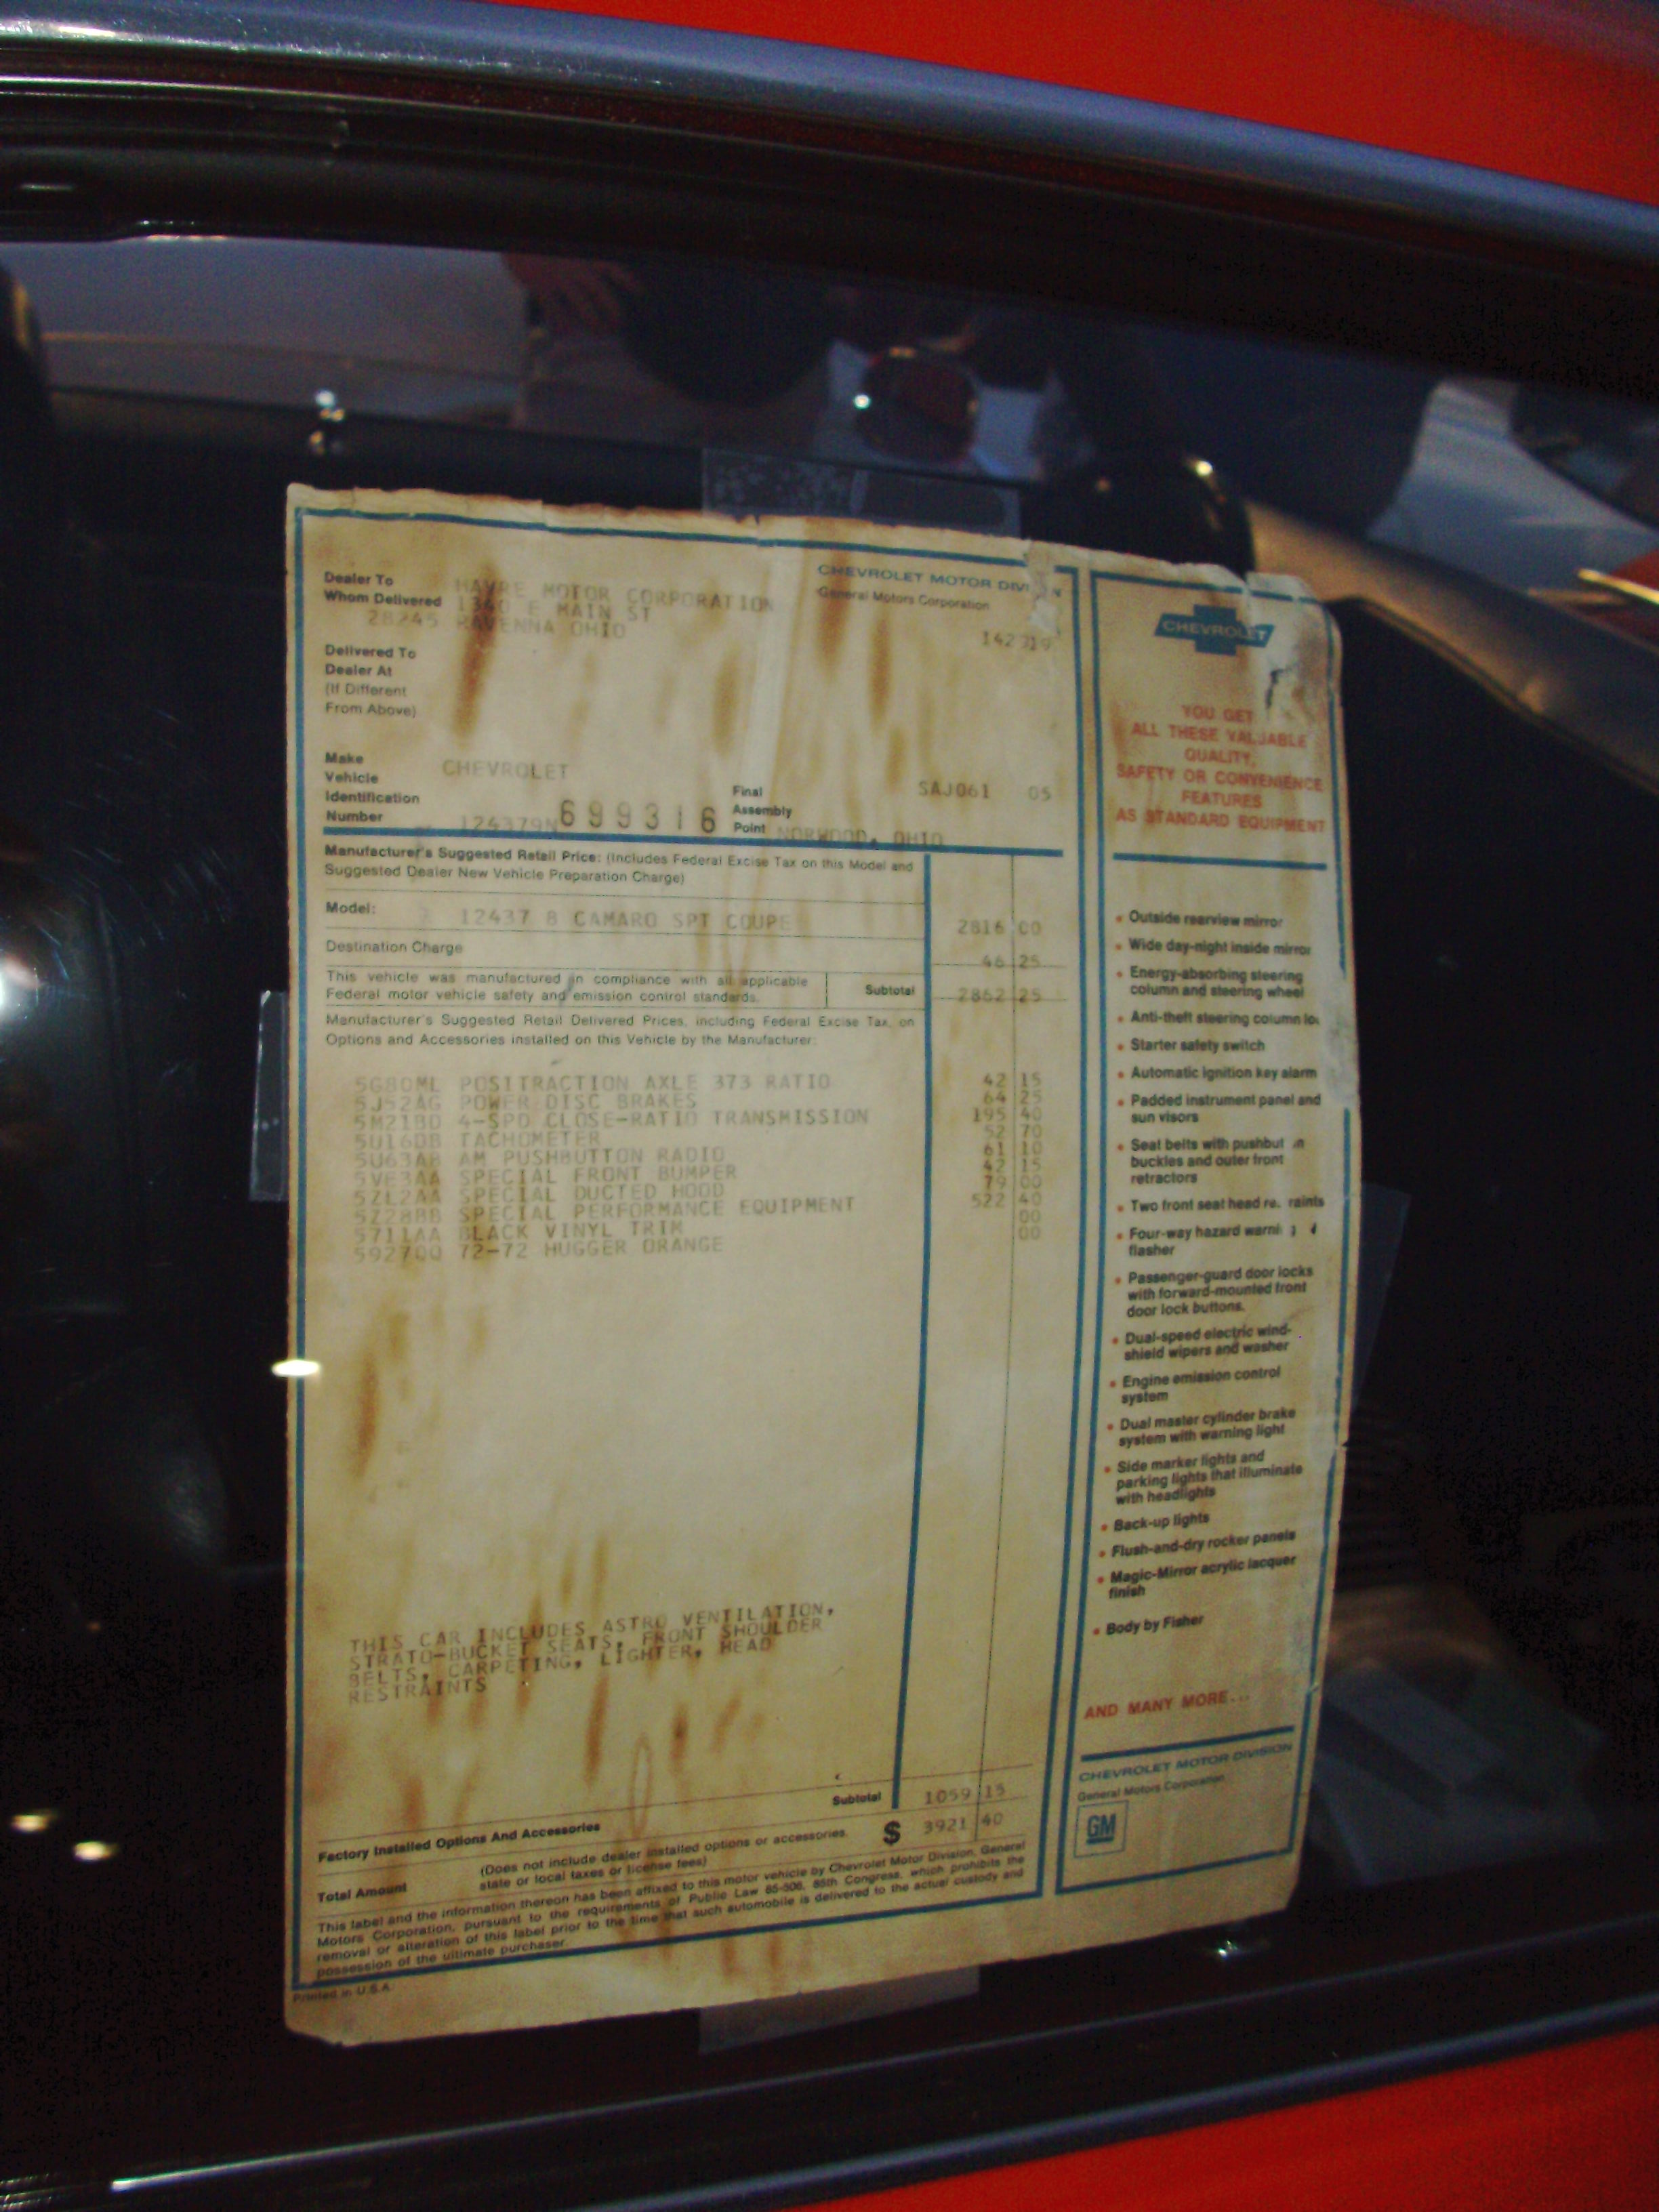 Dealer To
Whom Delivered
HAVRE MOTOR CORPORATION
1340 E MAIN ST
28245 RAVENNA OHIO
CHEVROLET MOTOR
General Motors Corporation
Delivered To
Dealer At
(If Different
From Above)
Make CHEVROLET
Vehicle
Identification
Number 124379N699316
Final
Assembly
Point NORWOOD, OHIO
SAJ061 05
Manufacturer's Suggested Retail Price: (Includes Federal Excise Tax on this Model and
Suggested Dealer New Vehicle Preparation Charge)
Model: 12437 8 CAMARO SPT COUPE 2816 00
Destination Charge 46 25
This vehicle was manufactured in compliance with all applicable
Federal motor vehicle safety and emission control standards. Subtotal 2862 25
Manufacturer's Suggested Retail Delivered Prices, including Federal Excise Tax, on
Options and Accessories installed on this Vehicle by the Manufacturer:
5G80ML POSITRACTION AXLE 373 RATIO 42 15
5J52AG POWER DISC BRAKES 64 25
5M21BD 4-SPD CLOSE-RATIO TRANSMISSION 195 40
5U16DB TACHOMETER 52 70
5U63AB AM PUSHBUTTON RADIO 61 10
5VE3AA SPECIAL FRONT BUMPER 42 15
5ZL2AA SPECIAL DUCTED HOOD 79 00
5Z28BB SPECIAL PERFORMANCE EQUIPMENT 522 40
5711AA BLACK VINYL TRIM 00
592700 72-72 HUGGER ORANGE 00
THIS CAR INCLUDES ASTRO VENTILATION,
STRATO-BUCKET SEATS, FRONT SHOULDER
BELTS, CARPETING, LIGHTER, HEAD
RESTRAINTS
Factory Installed Options And Accessories Subtotal 1059 15
Total Amount
(Does not include dealer installed options or accessories,
state or local taxes or license fees)
$ 3921 40
This label and the information thereon has been affixed to this motor vehicle by Chevrolet Motor Division, General
Motors Corporation, pursuant to the requirements of Public Law 85-506, 85th Congress, which prohibits the
removal or alteration of this label prior to the time that such automobile is delivered to the actual custody and
possession of the ultimate purchaser.
Printed in U.S.A.
CHEVROLET
YOU GET
ALL THESE VALUABLE
QUALITY,
SAFETY OR CONVENIENCE
FEATURES
AS STANDARD EQUIPMENT
• Outside rearview mirror
• Wide day-night inside mirror
• Energy-absorbing steering
column and steering wheel
• Anti-theft steering column
• Starter safety switch
• Automatic ignition key alarm
• Padded instrument panel and
sun visors
• Seat belts with
buckles and outer front
retractors
• Two front seat head
• Four-way hazard
flasher
• Passenger-guard door locks
with forward-mounted front
door lock buttons.
• Dual-speed electric wind-
shield wipers and washer
• Engine emission control
system
• Dual master cylinder brake
system with warning light
• Side marker lights and
parking lights that illuminate
with headlights
• Back-up lights
• Flush-and-dry rocker panels
• Magic-Mirror acrylic lacquer
finish
• Body by Fisher
AND MANY MORE...
CHEVROLET MOTOR DIVISION
General Motors Corporation
GM